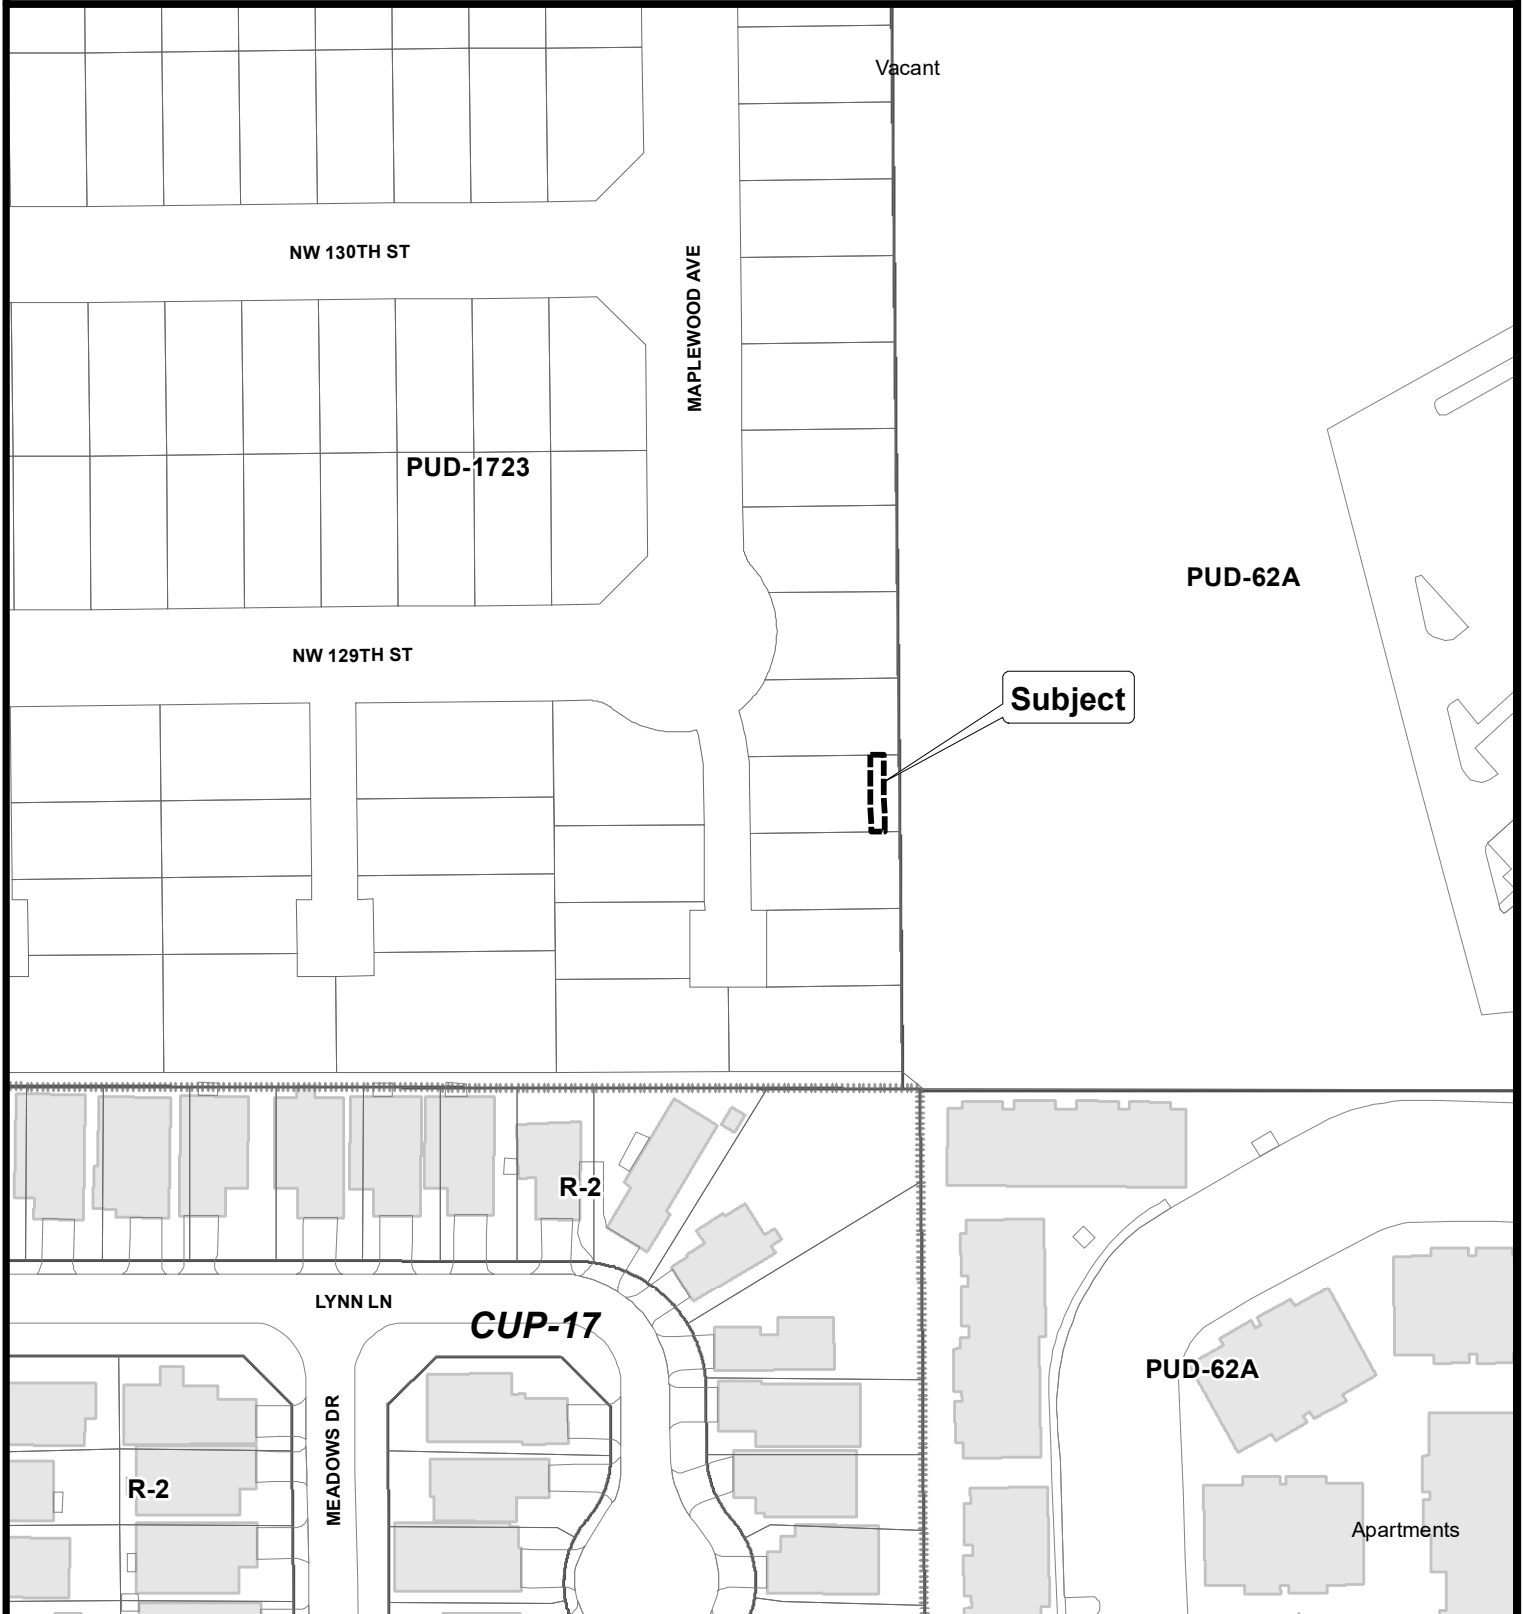 Vacant
NW 130TH ST
MAPLEWOOD AVE
PUD-1723
PUD-62A
NW 129TH ST
Subject
R-2
LYNN LN
CUP-17
PUD-62A
MEADOWS DR
R-2
Apartments